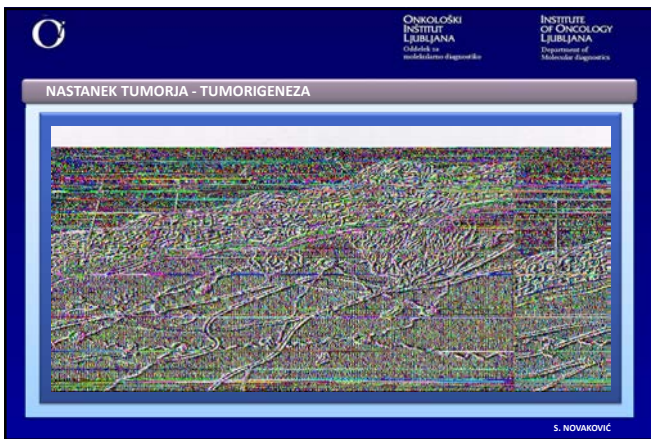 ONKOLOŠKI
INŠTITUT
LJUBLJANA
Oddelek za
molekularno diagnostiko
INSTITUTE
OF ONCOLOGY
LJUBLJANA
Department of
Molecular diagnostics
NASTANEK TUMORJA - TUMORIGENEZA
S. NOVAKOVIĆ